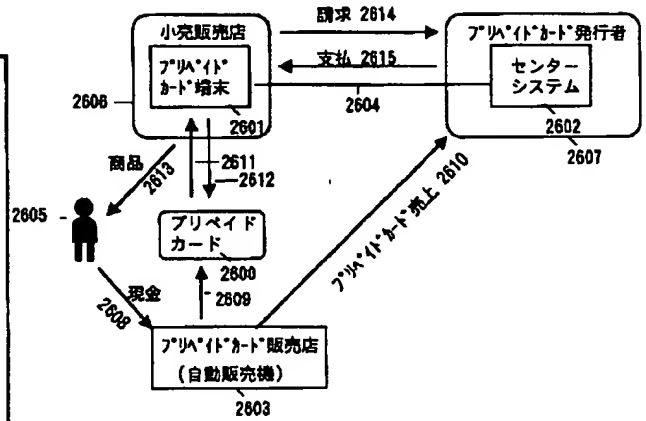 請求 2614
小売販売店
プリペイドカード発行者
支払 2615
プリペイド
カード端末
センター
システム
2606
2601
2604
2602
2607
商品
2613
2611
2612
2605
プリペイド
カード
2600
プリペイドカード売上 2610
現金
2608
2609
プリペイドカード販売店
(自動販売機)
2603